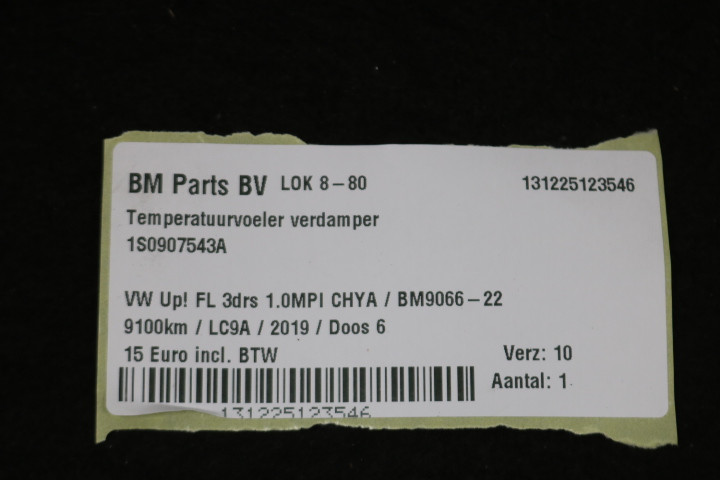 BM Parts BV LOK 8-80 131225123546
Temperatuurvoeler verdamper
1S0907543A
VW Up! FL 3drs 1.0MPI CHYA / BM9066-22
9100km / LC9A / 2019 / Doos 6
15 Euro incl. BTW Verz: 10
Aantal: 1
131225123546